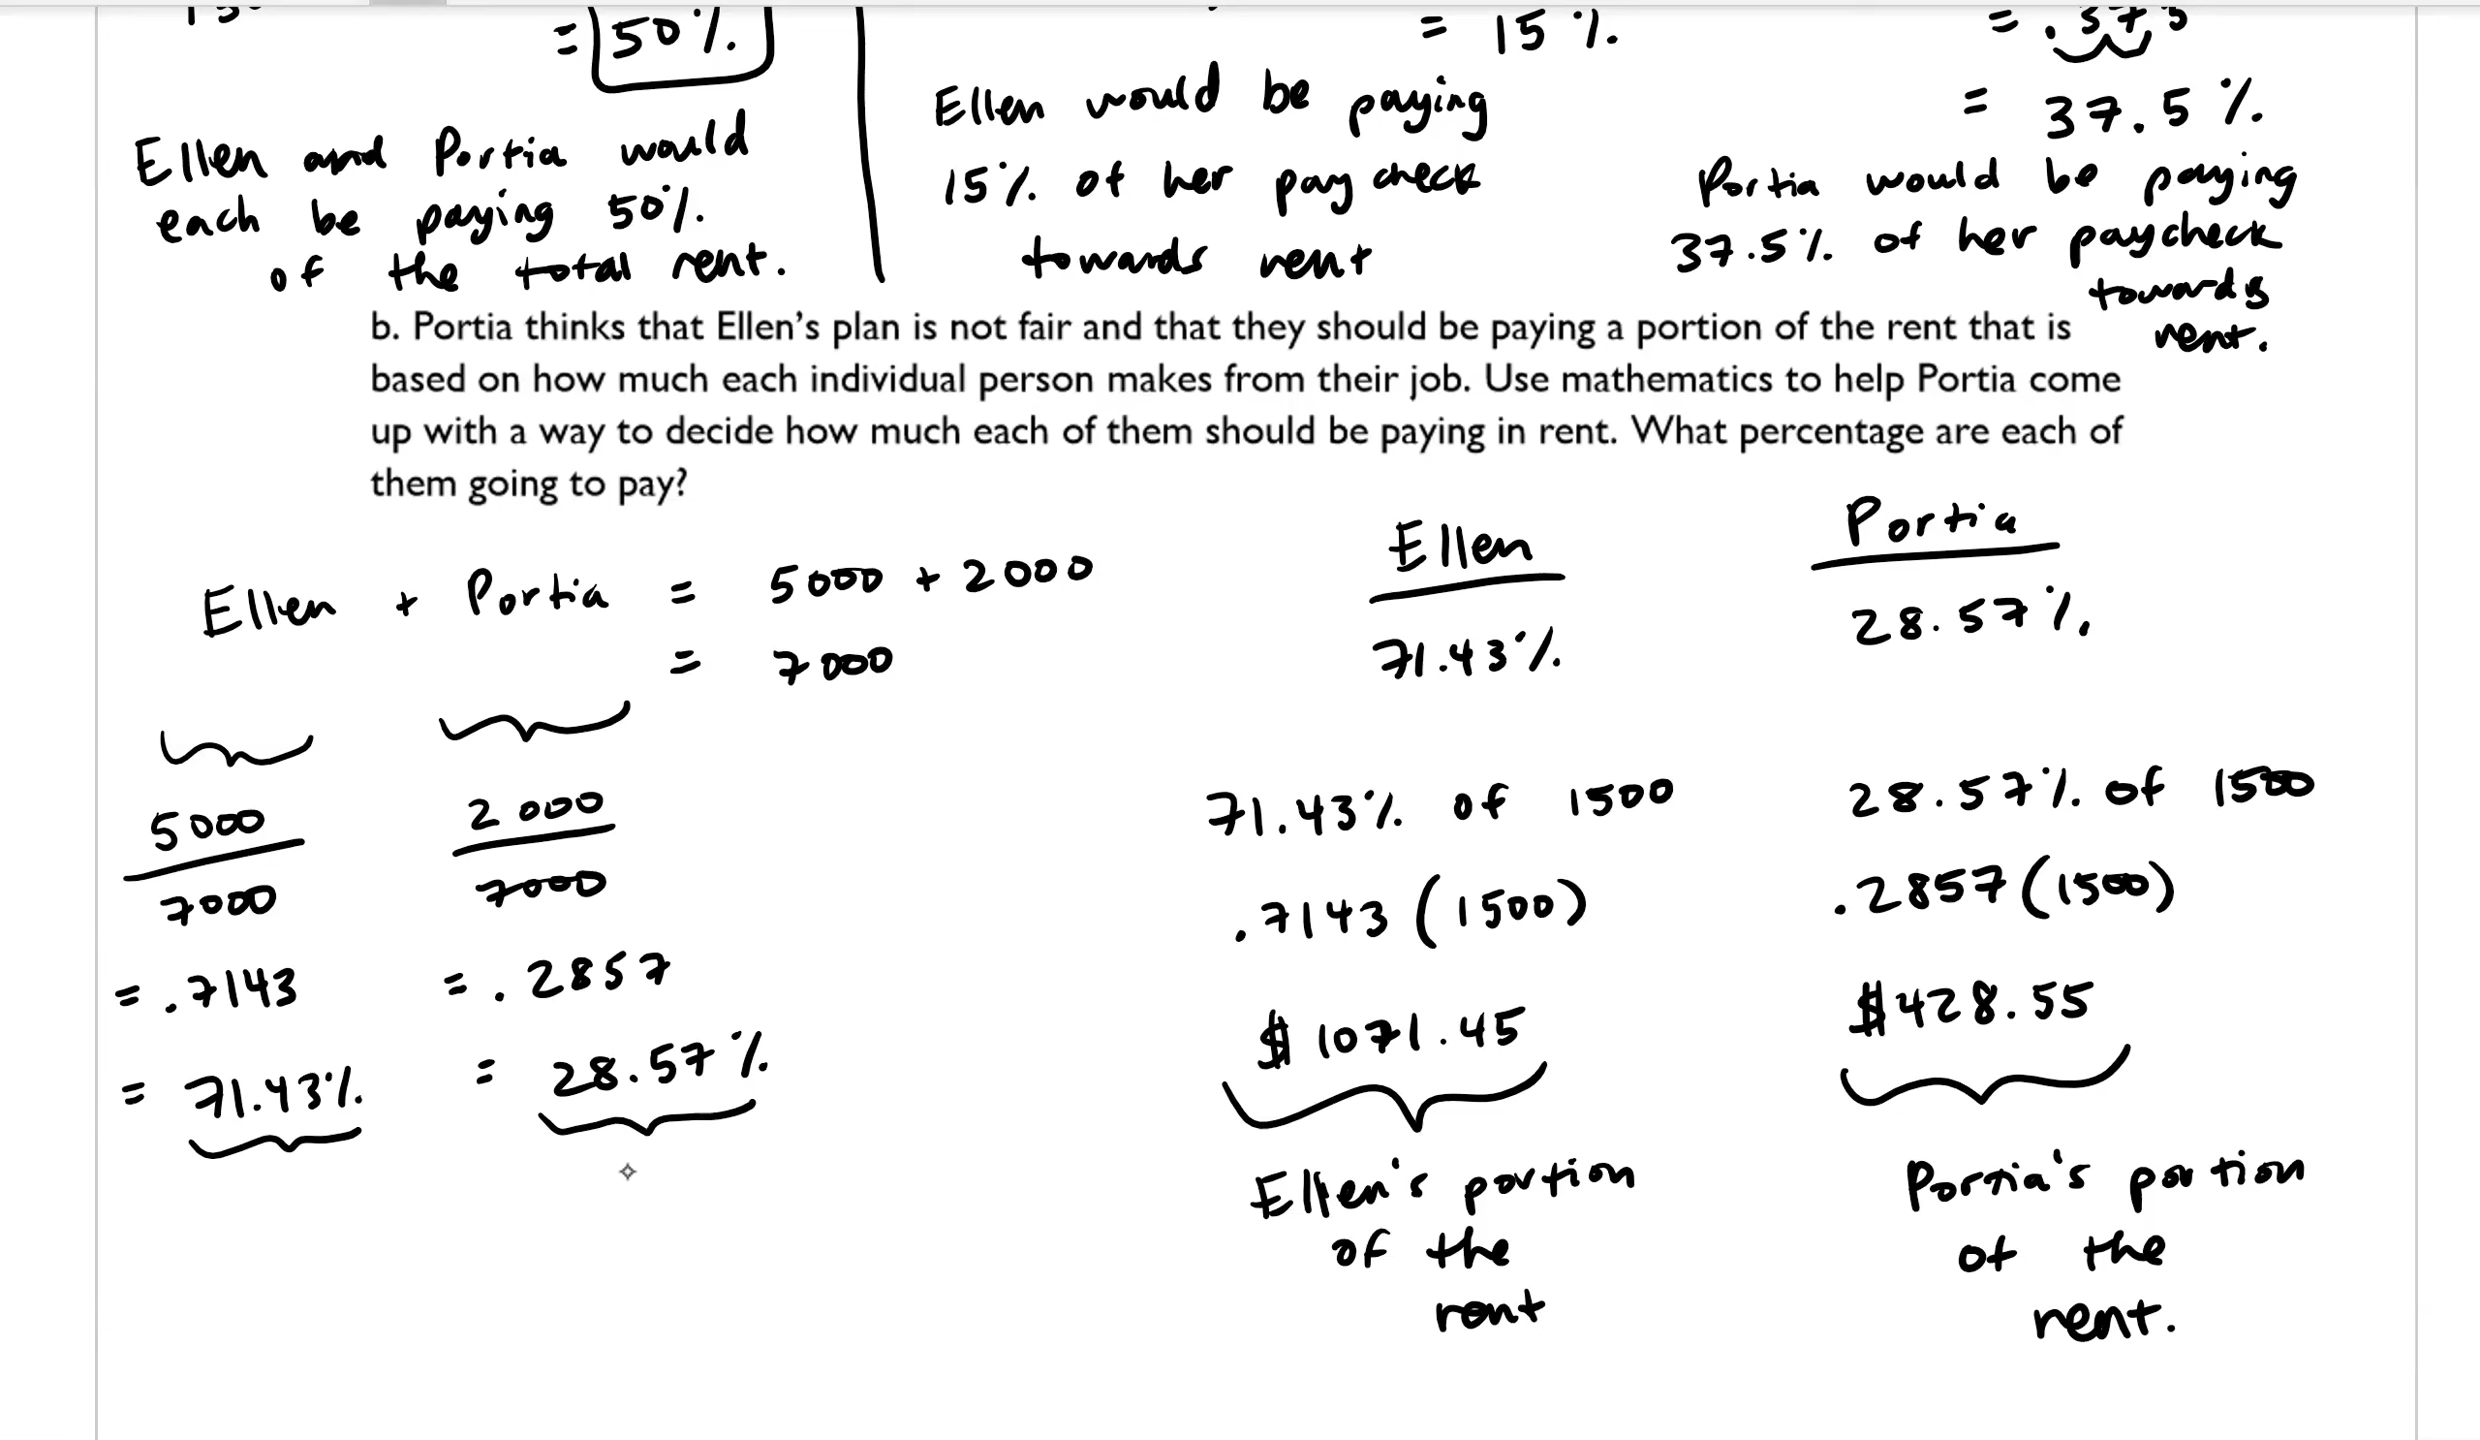 = 50%.
Ellen and Portia would
each be paying 50%.
of the total rent.
= 15%.
Ellen would be paying
15% of her paycheck
towards rent
= .375
= 37.5%.
Portia would be paying
37.5% of her paycheck
towards
rent.
b. Portia thinks that Ellen's plan is not fair and that they should be paying a portion of the rent that is
based on how much each individual person makes from their job. Use mathematics to help Portia come
up with a way to decide how much each of them should be paying in rent. What percentage are each of
them going to pay?
Ellen + Portia = 5000 + 2000
= 7000
5000
7000
= .7143
= 71.43%.
2000
7000
= .2857
= 28.57%
Ellen
71.43%.
71.43% of 1500
.7143 (1500)
$1071.45
Ellen's portion
of the
rent
Portia
28.57%.
28.57% of 1500
.2857 (1500)
$428.55
Portia's portion
of the
rent.